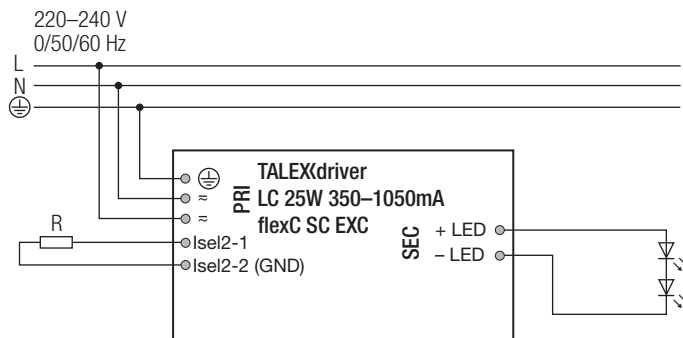 220–240 V
0/50/60 Hz
L
N
TALEXXdriver
LC 25W 350–1050mA
flexC SC EXC
PRI
≂
≂
R
Isel2-1
Isel2-2 (GND)
SEC
+ LED
– LED